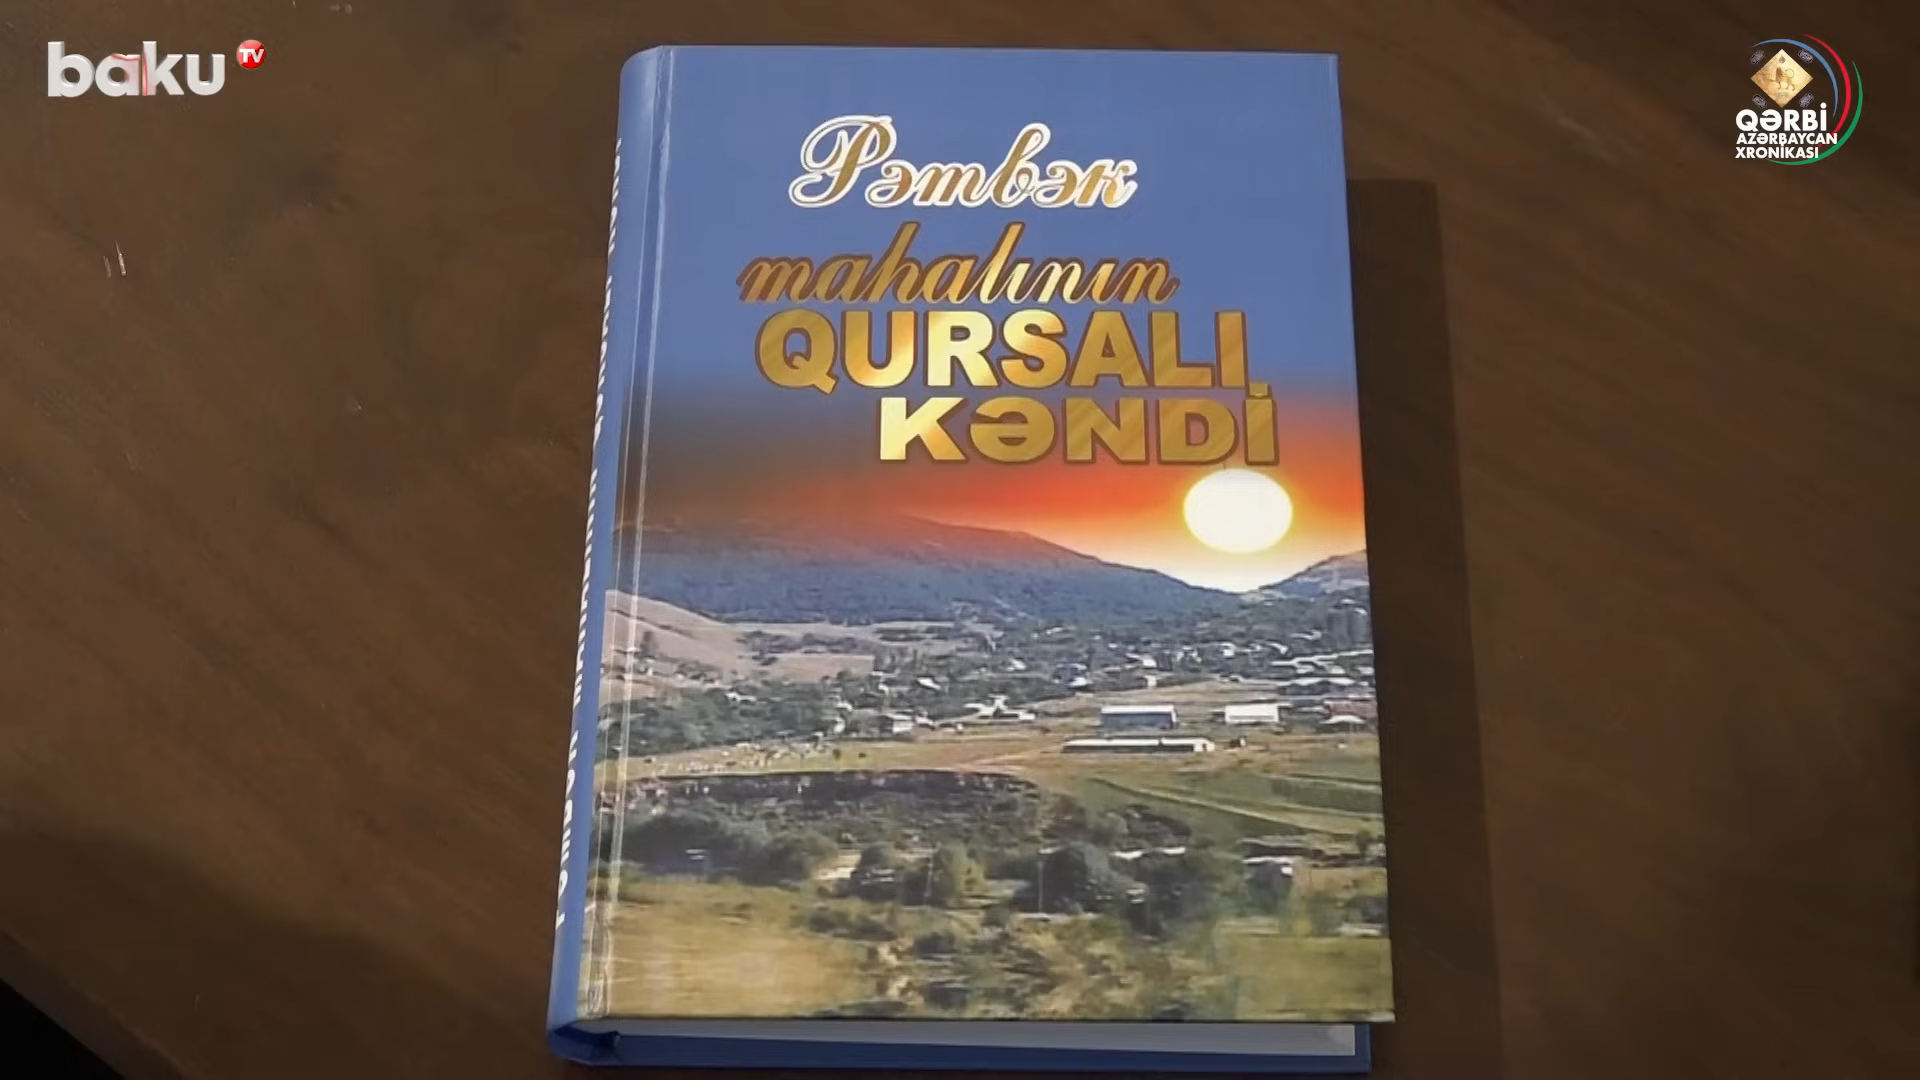 baku TV
QƏRBİ
AZƏRBAYCAN
XRONİKASI
Pəmbək
mahalının
QURSALI
KƏNDİ